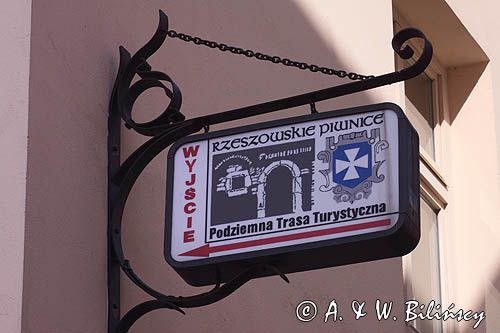 RZESZOWSKIE PIWNICE
WYJŚCIE
Podziemna Trasa Turystyczna
© A. & W. Bilińscy